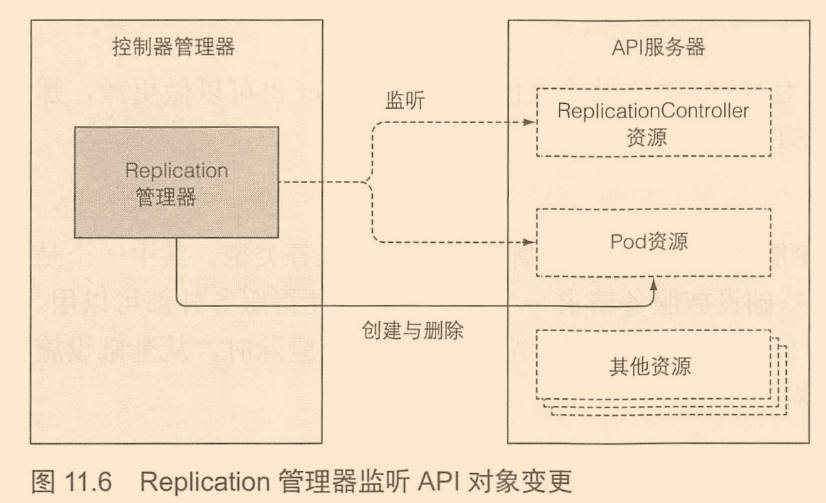 控制器管理器
API服务器
监听
ReplicationController
资源
Replication
管理器
Pod资源
创建与删除
其他资源
图 11.6 Replication 管理器监听 API 对象变更